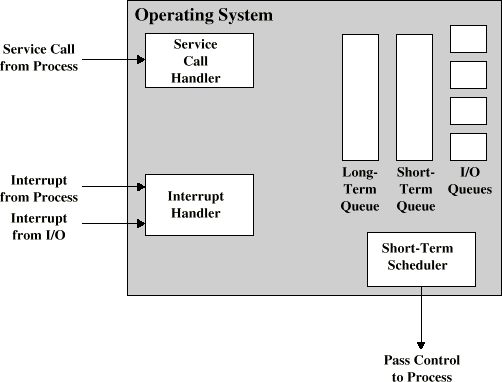 Operating System
Service Call
from Process
Service
Call
Handler
Interrupt
from Process
Interrupt
from I/O
Interrupt
Handler
Long-
Term
Queue
Short-
Term
Queue
I/O
Queues
Short-Term
Scheduler
Pass Control
to Process